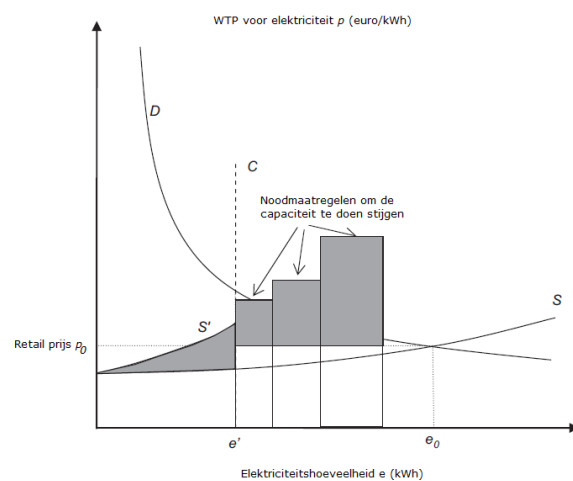 WTP voor elektriciteit p (euro/kWh)
D
C
Noodmaatregelen om de
capaciteit te doen stijgen
S
S'
Retail prijs p0
e'
e0
Elektriciteitshoeveelheid e (kWh)